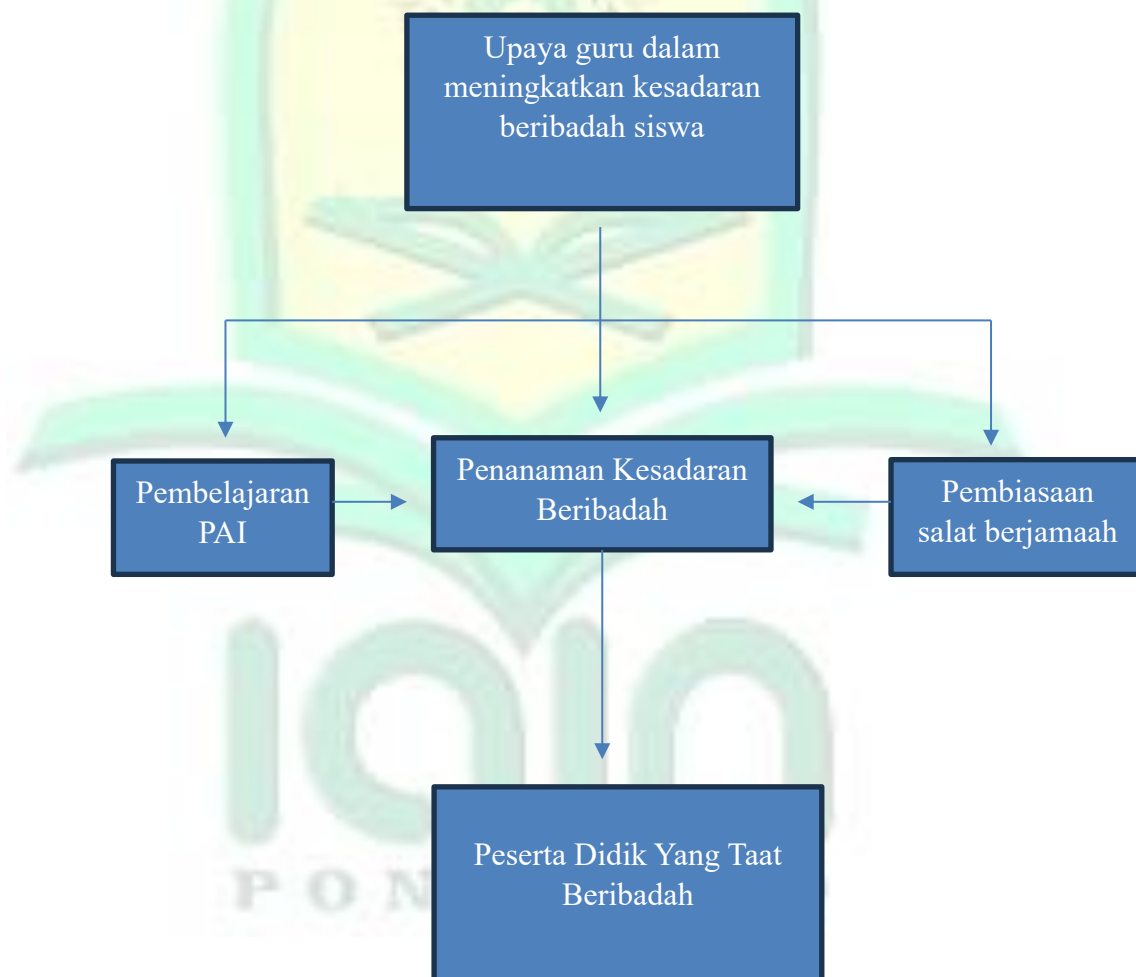 Upaya guru dalam
meningkatkan kesadaran
beribadah siswa
Pembelajaran
PAI
Penanaman Kesadaran
Beribadah
Pembiasaan
salat berjamaah
iain
Peserta Didik Yang Taat
Beribadah